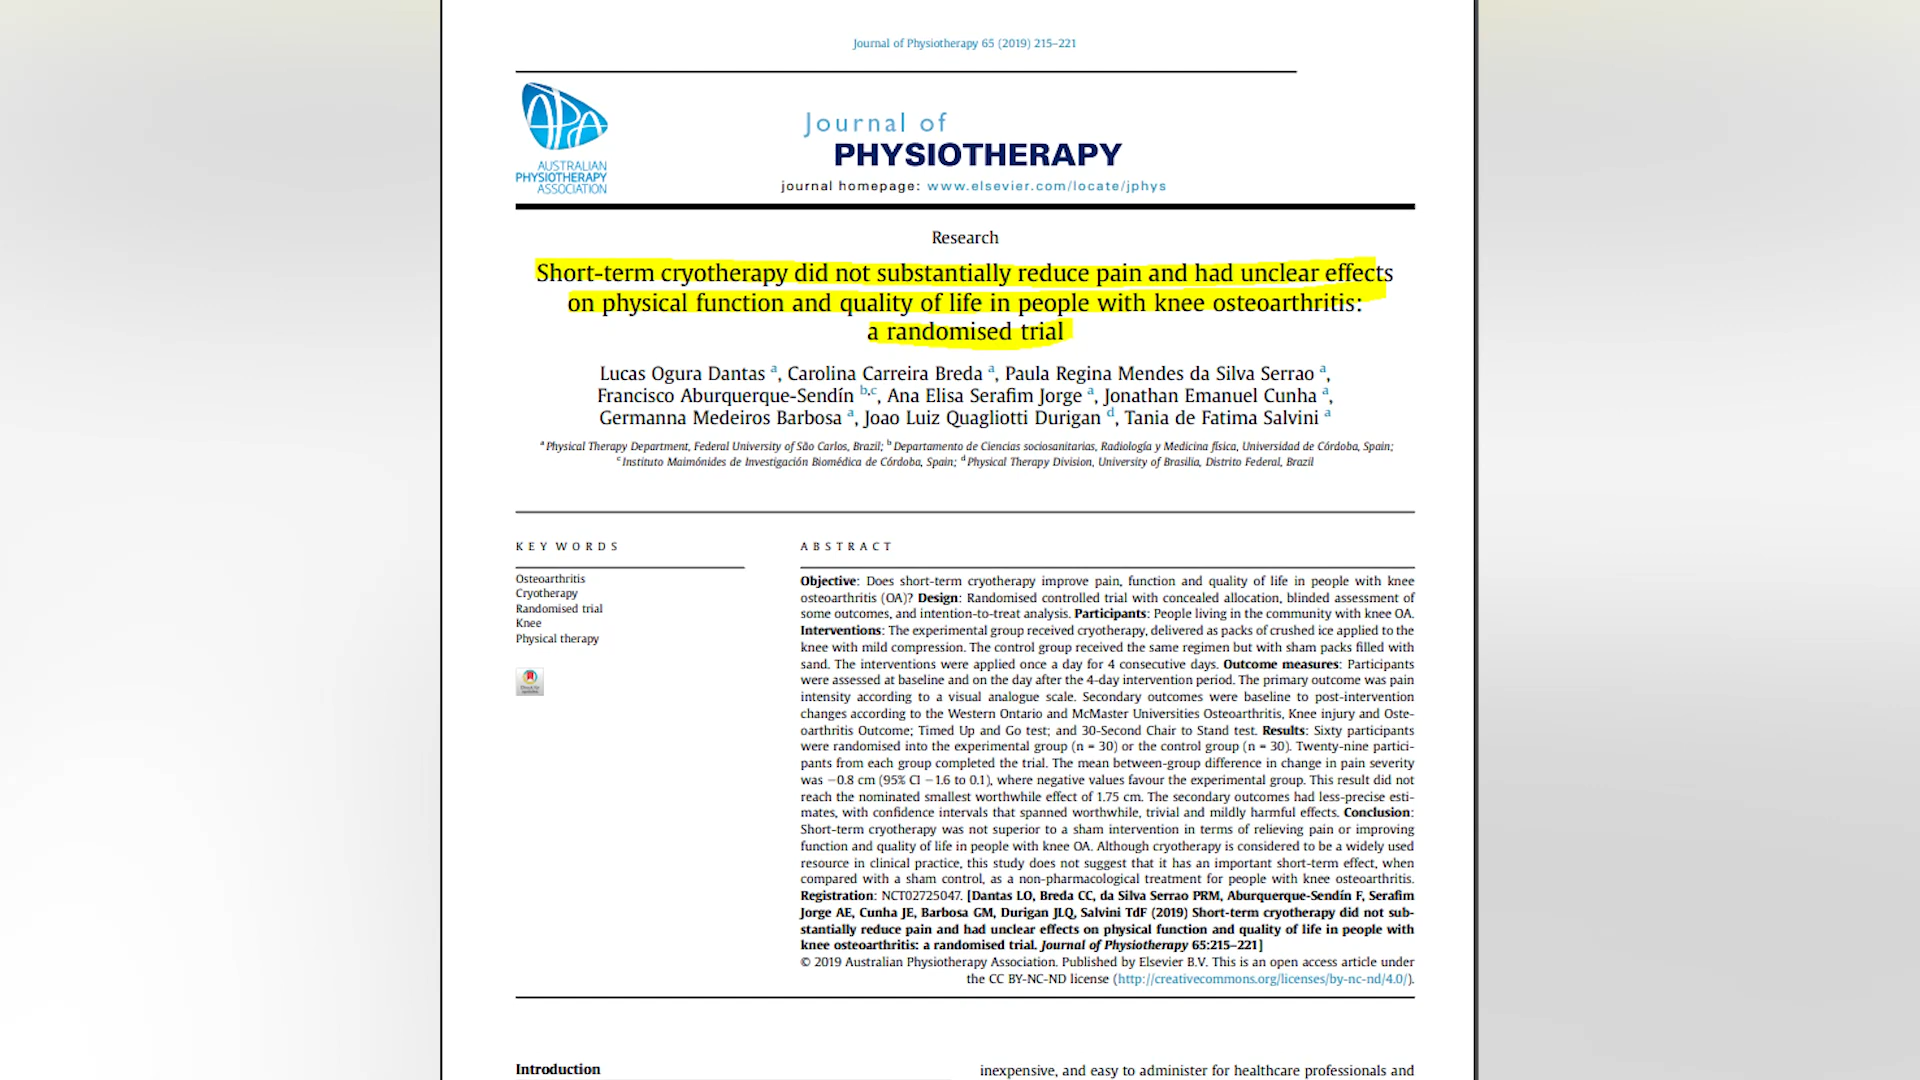 Journal of Physiotherapy 65 (2019) 215–221
AUSTRALIAN
PHYSIOTHERAPY
ASSOCIATION
Journal of
PHYSIOTHERAPY
journal homepage: www.elsevier.com/locate/jphys
Research
Short-term cryotherapy did not substantially reduce pain and had unclear effects
on physical function and quality of life in people with knee osteoarthritis:
a randomised trial
Lucas Ogura Dantas a, Carolina Carreira Breda a, Paula Regina Mendes da Silva Serrao a,
Francisco Aburquerque-Sendín b,c, Ana Elisa Serafim Jorge a, Jonathan Emanuel Cunha a,
Germanna Medeiros Barbosa a, Joao Luiz Quagliotti Durigan d, Tania de Fatima Salvini a
a Physical Therapy Department, Federal University of São Carlos, Brazil; b Departamento de Ciencias sociosanitarias, Radiología y Medicina física, Universidad de Córdoba, Spain;
c Instituto Maimónides de Investigación Biomédica de Córdoba, Spain; d Physical Therapy Division, University of Brasilia, Distrito Federal, Brazil
KEY WORDS
Osteoarthritis
Cryotherapy
Randomised trial
Knee
Physical therapy
ABSTRACT
Objective: Does short-term cryotherapy improve pain, function and quality of life in people with knee
osteoarthritis (OA)? Design: Randomised controlled trial with concealed allocation, blinded assessment of
some outcomes, and intention-to-treat analysis. Participants: People living in the community with knee OA.
Interventions: The experimental group received cryotherapy, delivered as packs of crushed ice applied to the
knee with mild compression. The control group received the same regimen but with sham packs filled with
sand. The interventions were applied once a day for 4 consecutive days. Outcome measures: Participants
were assessed at baseline and on the day after the 4-day intervention period. The primary outcome was pain
intensity according to a visual analogue scale. Secondary outcomes were baseline to post-intervention
changes according to the Western Ontario and McMaster Universities Osteoarthritis, Knee injury and Oste-
oarthritis Outcome; Timed Up and Go test; and 30-Second Chair to Stand test. Results: Sixty participants
were randomised into the experimental group (n = 30) or the control group (n = 30). Twenty-nine partici-
pants from each group completed the trial. The mean between-group difference in change in pain severity
was −0.8 cm (95% CI −1.6 to 0.1), where negative values favour the experimental group. This result did not
reach the nominated smallest worthwhile effect of 1.75 cm. The secondary outcomes had less-precise esti-
mates, with confidence intervals that spanned worthwhile, trivial and mildly harmful effects. Conclusion:
Short-term cryotherapy was not superior to a sham intervention in terms of relieving pain or improving
function and quality of life in people with knee OA. Although cryotherapy is considered to be a widely used
resource in clinical practice, this study does not suggest that it has an important short-term effect, when
compared with a sham control, as a non-pharmacological treatment for people with knee osteoarthritis.
Registration: NCT02725047. [Dantas LO, Breda CC, da Silva Serrao PRM, Aburquerque-Sendín F, Serafim
Jorge AE, Cunha JE, Barbosa GM, Durigan JLQ, Salvini TdF (2019) Short-term cryotherapy did not sub-
stantially reduce pain and had unclear effects on physical function and quality of life in people with
knee osteoarthritis: a randomised trial. Journal of Physiotherapy 65:215–221]
© 2019 Australian Physiotherapy Association. Published by Elsevier B.V. This is an open access article under
the CC BY-NC-ND license (http://creativecommons.org/licenses/by-nc-nd/4.0/).
Introduction
inexpensive, and easy to administer for healthcare professionals and